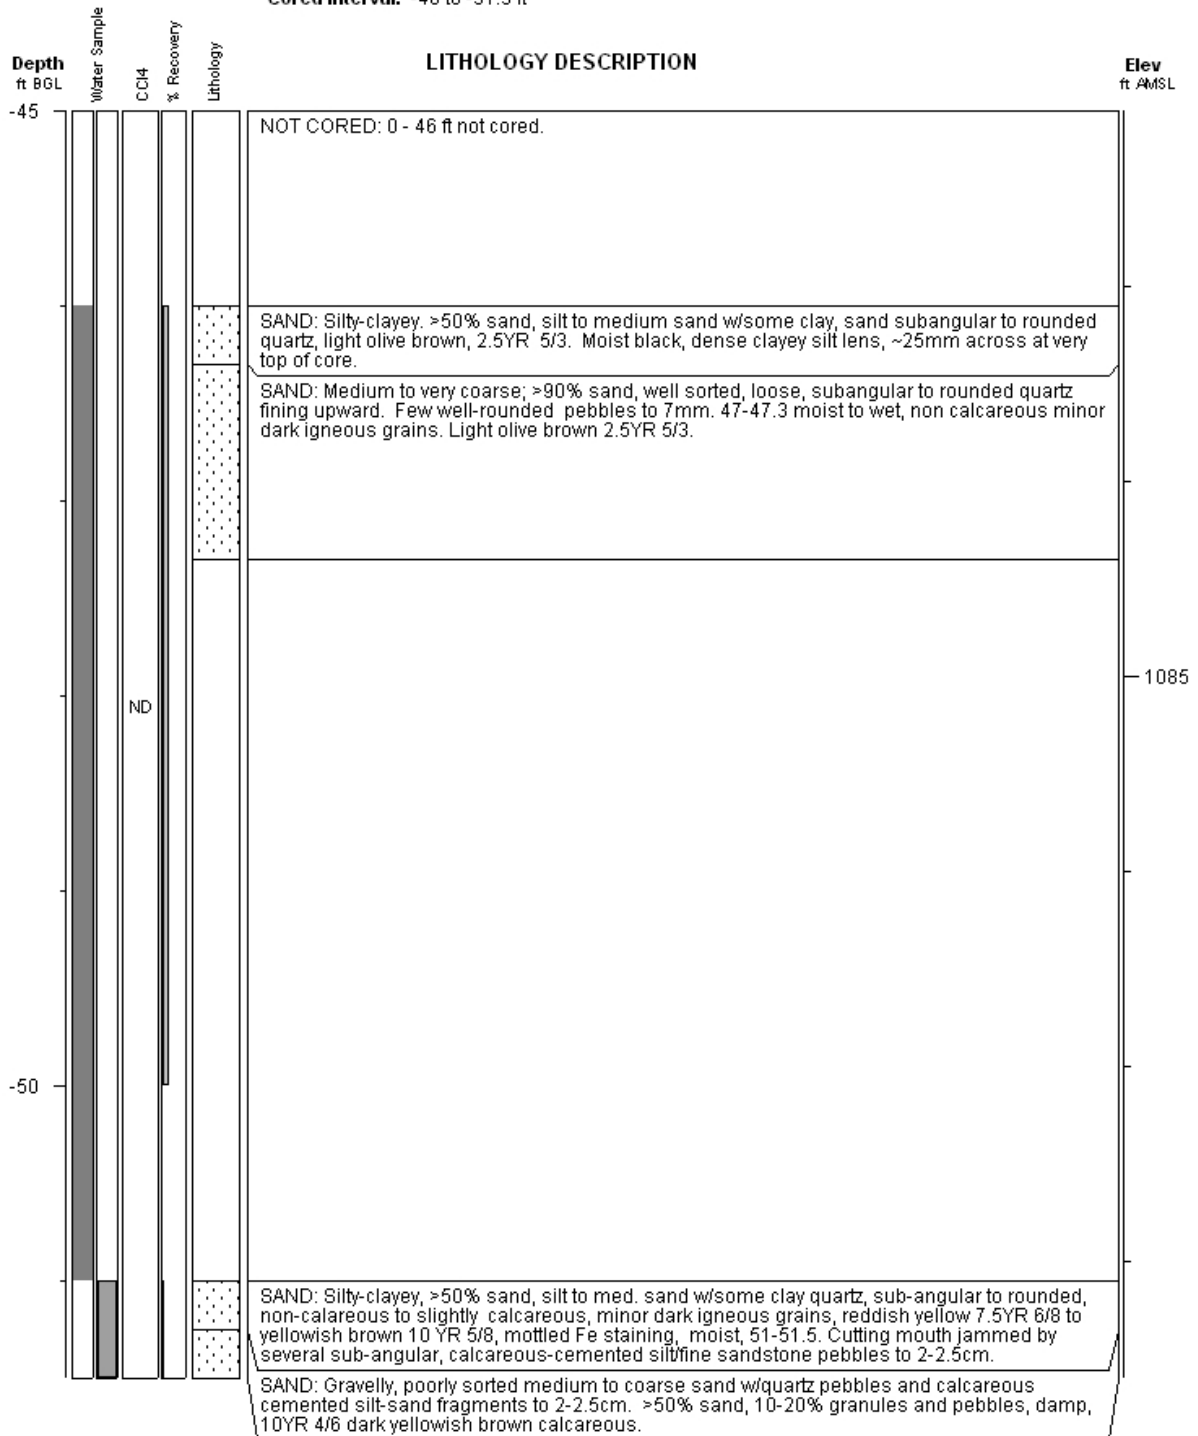 Cored Interval: -46 to -51.5 ft
Depth
ft BGL
Water Sample
CCl4
% Recovery
Lithology
LITHOLOGY DESCRIPTION
Elev
ft AMSL
-45
NOT CORED: 0 - 46 ft not cored.
SAND: Silty-clayey. >50% sand, silt to medium sand w/some clay, sand subangular to rounded
quartz, light olive brown, 2.5YR 5/3. Moist black, dense clayey silt lens, ~25mm across at very
top of core.
SAND: Medium to very coarse; >90% sand, well sorted, loose, subangular to rounded quartz
fining upward. Few well-rounded pebbles to 7mm. 47-47.3 moist to wet, non calcareous minor
dark igneous grains. Light olive brown 2.5YR 5/3.
1085
ND
-50
SAND: Silty-clayey, >50% sand, silt to med. sand w/some clay quartz, sub-angular to rounded,
non-calareous to slightly calcareous, minor dark igneous grains, reddish yellow 7.5YR 6/8 to
yellowish brown 10 YR 5/8, mottled Fe staining, moist, 51-51.5. Cutting mouth jammed by
several sub-angular, calcareous-cemented silt/fine sandstone pebbles to 2-2.5cm.
SAND: Gravelly, poorly sorted medium to coarse sand w/quartz pebbles and calcareous
cemented silt-sand fragments to 2-2.5cm. >50% sand, 10-20% granules and pebbles, damp,
10YR 4/6 dark yellowish brown calcareous.